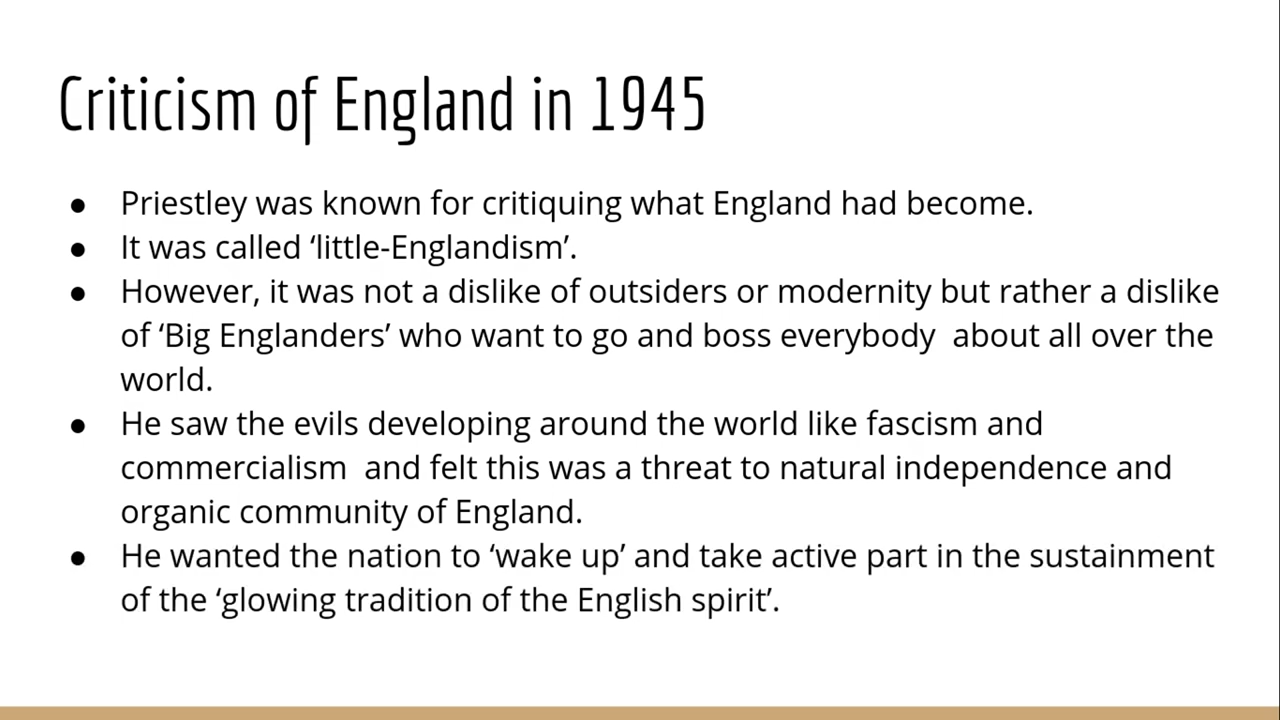 Criticism of England in 1945
● Priestley was known for critiquing what England had become.
● It was called ‘little-Englandism’.
● However, it was not a dislike of outsiders or modernity but rather a dislike
of ‘Big Englanders’ who want to go and boss everybody  about all over the
world.
● He saw the evils developing around the world like fascism and
commercialism  and felt this was a threat to natural independence and
organic community of England.
● He wanted the nation to ‘wake up’ and take active part in the sustainment
of the ‘glowing tradition of the English spirit’.